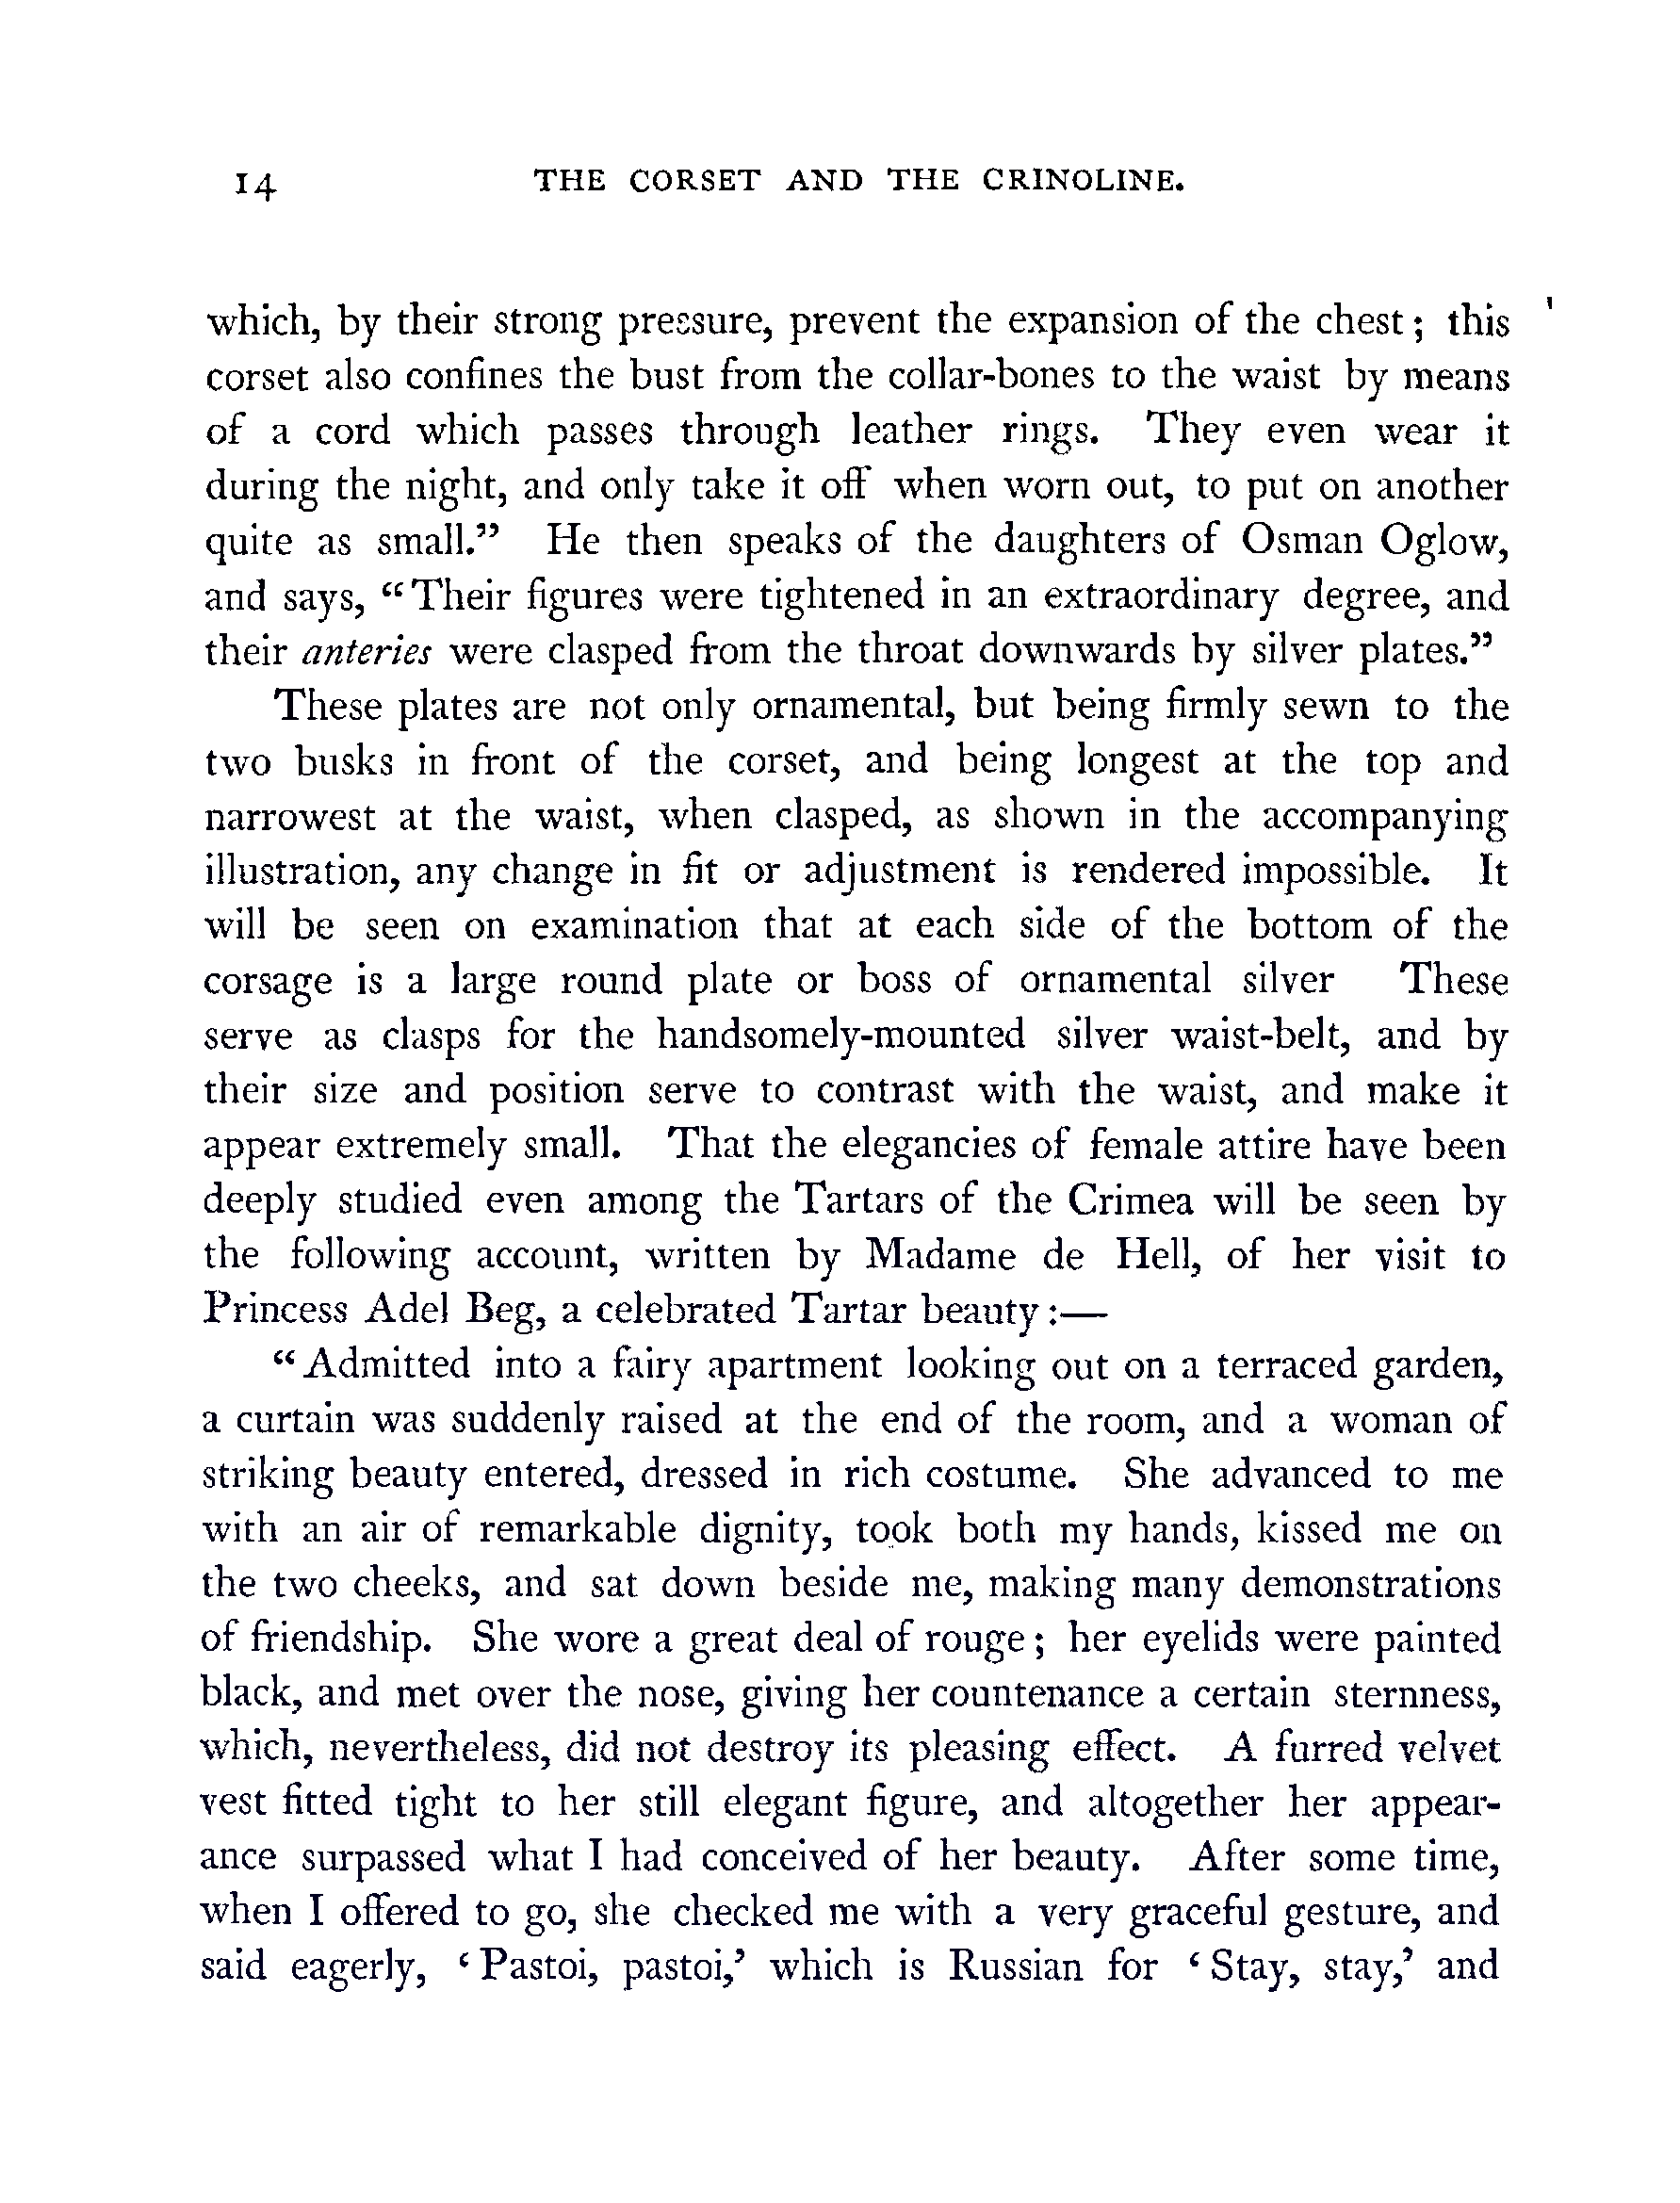 14 THE CORSET AND THE CRINOLINE.
which, by their strong pressure, prevent the expansion of the chest; this
corset also confines the bust from the collar-bones to the waist by means
of a cord which passes through leather rings. They even wear it
during the night, and only take it off when worn out, to put on another
quite as small.” He then speaks of the daughters of Osman Oglow,
and says, “Their figures were tightened in an extraordinary degree, and
their anteries were clasped from the throat downwards by silver plates.”
These plates are not only ornamental, but being firmly sewn to the
two busks in front of the corset, and being longest at the top and
narrowest at the waist, when clasped, as shown in the accompanying
illustration, any change in fit or adjustment is rendered impossible. It
will be seen on examination that at each side of the bottom of the
corsage is a large round plate or boss of ornamental silver These
serve as clasps for the handsomely-mounted silver waist-belt, and by
their size and position serve to contrast with the waist, and make it
appear extremely small. That the elegancies of female attire have been
deeply studied even among the Tartars of the Crimea will be seen by
the following account, written by Madame de Hell, of her visit to
Princess Adel Beg, a celebrated Tartar beauty:—
“Admitted into a fairy apartment looking out on a terraced garden,
a curtain was suddenly raised at the end of the room, and a woman of
striking beauty entered, dressed in rich costume. She advanced to me
with an air of remarkable dignity, took both my hands, kissed me on
the two cheeks, and sat down beside me, making many demonstrations
of friendship. She wore a great deal of rouge; her eyelids were painted
black, and met over the nose, giving her countenance a certain sternness,
which, nevertheless, did not destroy its pleasing effect. A furred velvet
vest fitted tight to her still elegant figure, and altogether her appear-
ance surpassed what I had conceived of her beauty. After some time,
when I offered to go, she checked me with a very graceful gesture, and
said eagerly, ‘Pastoi, pastoi,’ which is Russian for ‘Stay, stay,’ and